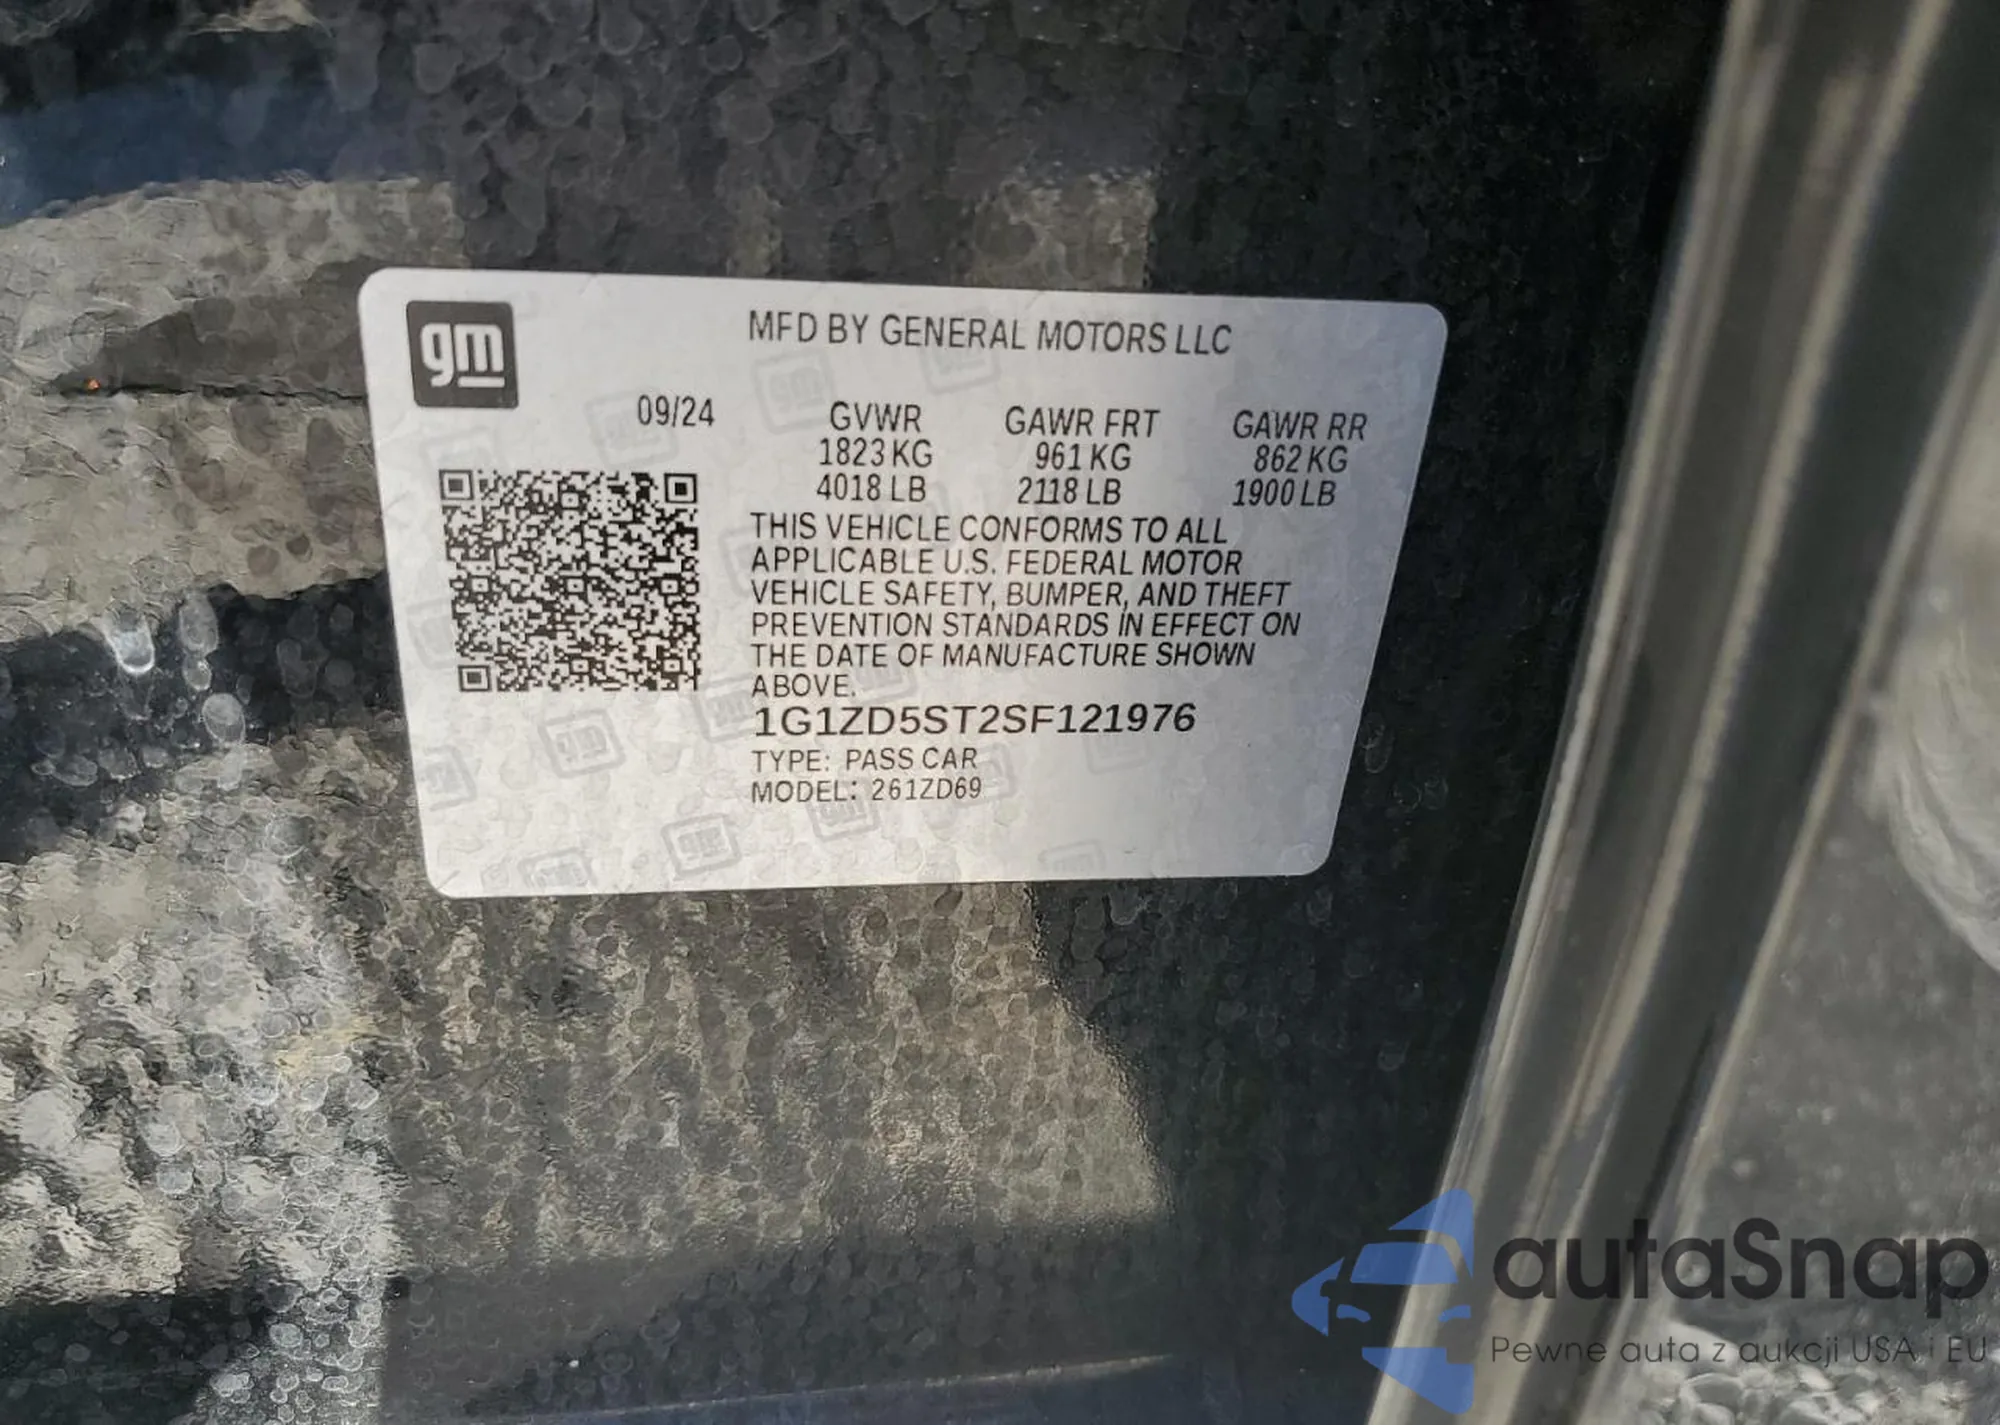 gm
MFD BY GENERAL MOTORS LLC
09/24
GVWR GAWR FRT GAWR RR
1823 KG 961 KG 862 KG
4018 LB 2118 LB 1900 LB
THIS VEHICLE CONFORMS TO ALL
APPLICABLE U.S. FEDERAL MOTOR
VEHICLE SAFETY, BUMPER, AND THEFT
PREVENTION STANDARDS IN EFFECT ON
THE DATE OF MANUFACTURE SHOWN
ABOVE.
1G1ZD5ST2SF121976
TYPE: PASS CAR
MODEL: 261ZD69
autaSnap
Pewne auta z aukcji USA i EU